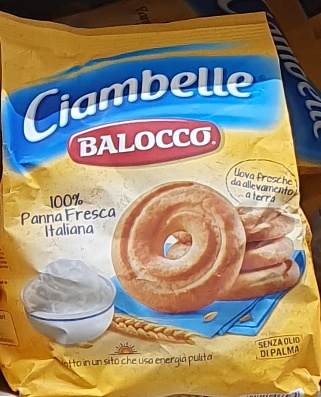 Ciambelle
BALOCCO
100%
Panna Fresca
Italiana
Uova fresche
da allevamento
a terra
in un sito che usa energia pulita
SENZA OLIO
DI PALMA